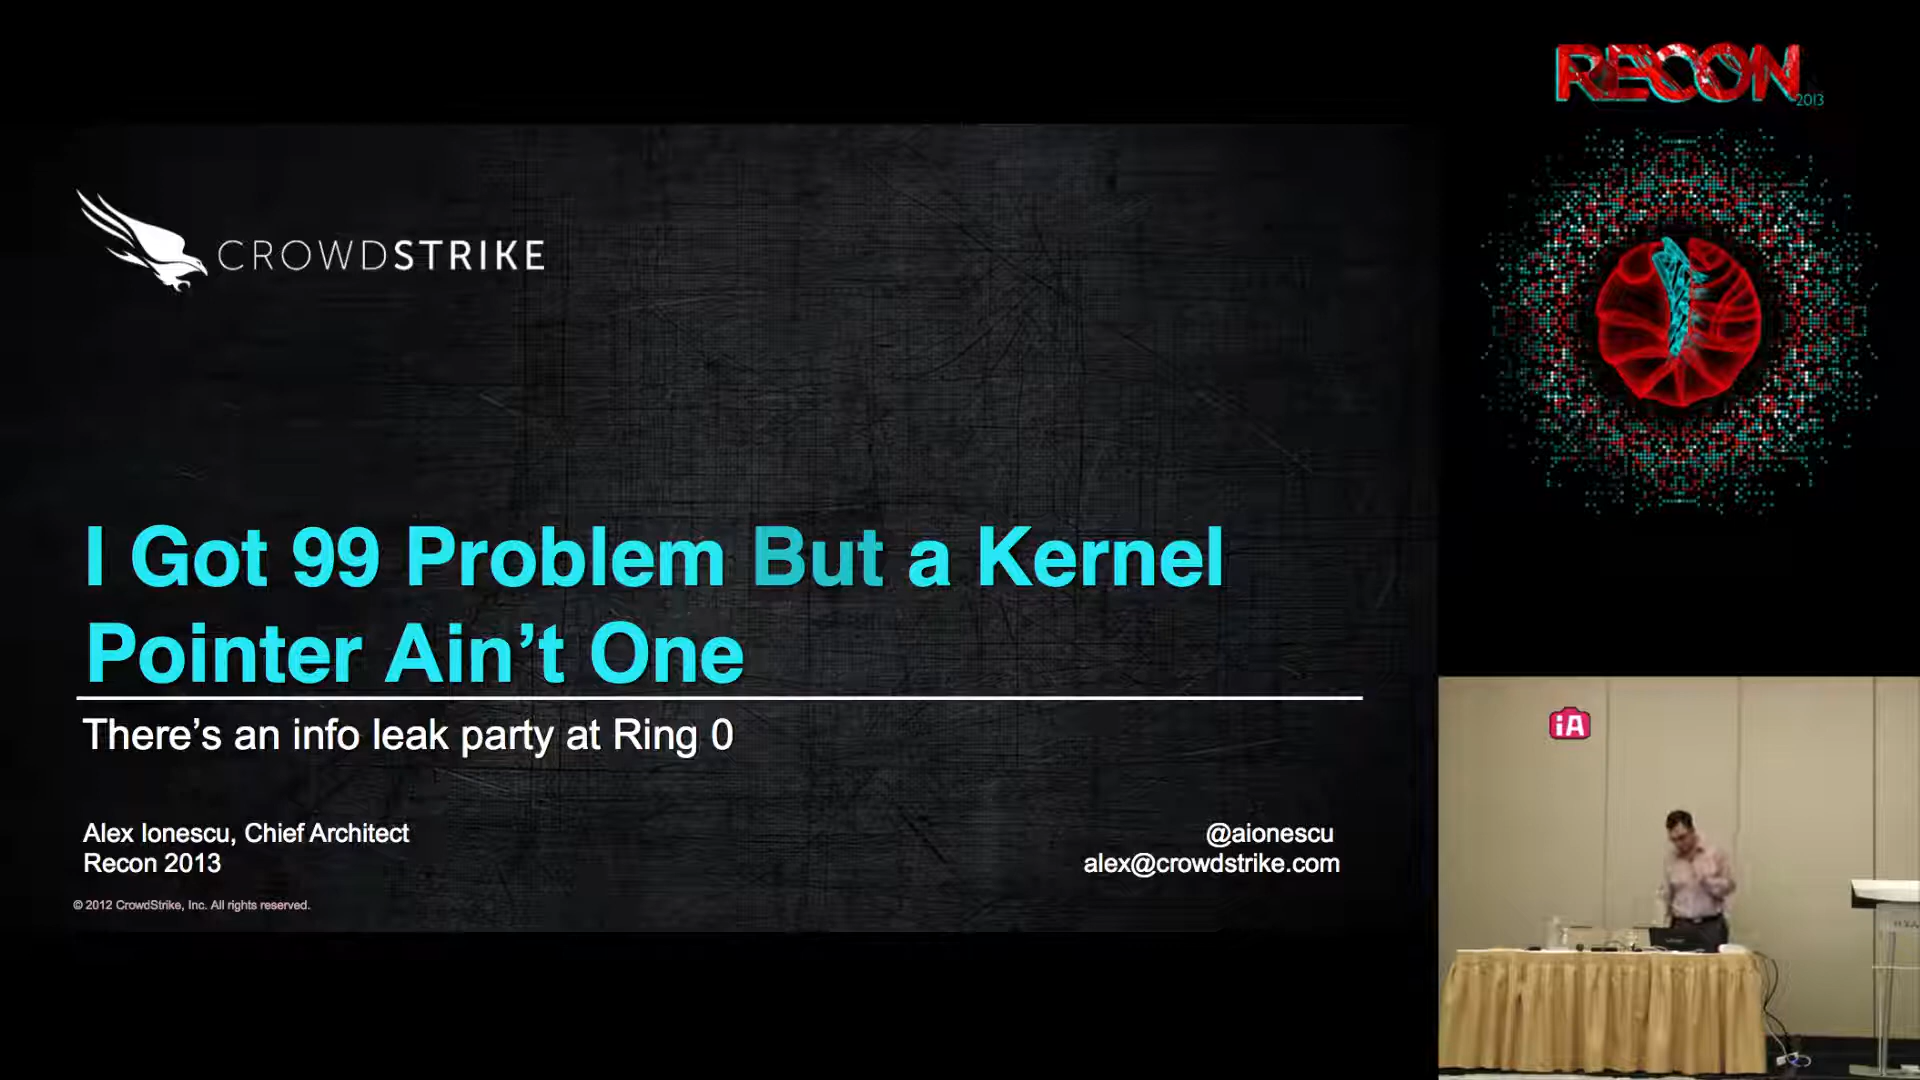 RECON
2013
CROWDSTRIKE
I Got 99 Problem But a Kernel
Pointer Ain’t One
There’s an info leak party at Ring 0
Alex Ionescu, Chief Architect
Recon 2013
@aionescu
alex@crowdstrike.com
© 2012 CrowdStrike, Inc. All rights reserved.
iA